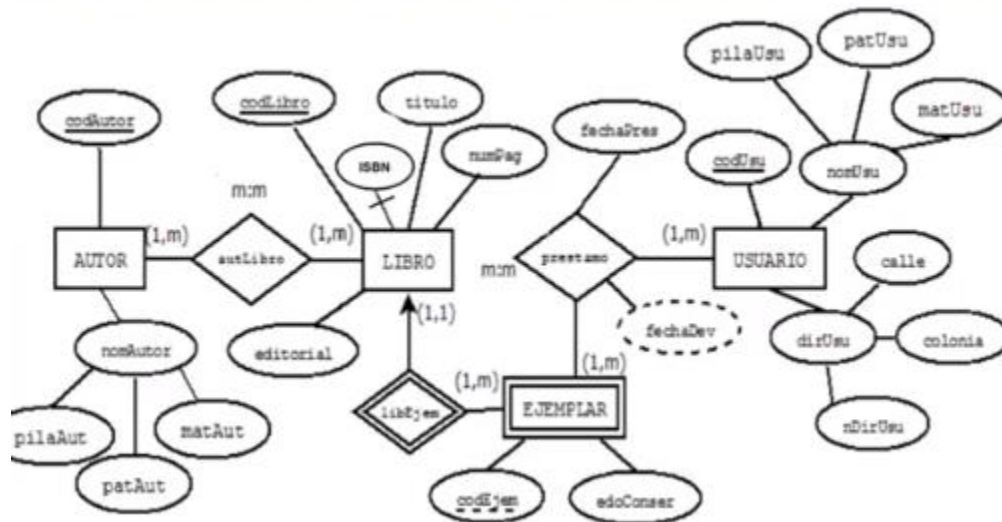 pilaUsu
patUsu
codLibro
titulo
matUsu
codAutor
fechaPres
ISBN
numPag
codUsu
nomUsu
m:m
(1,m)
(1,m)
(1,m)
AUTOR
autLibro
LIBRO
m:m
prestamo
USUARIO
calle
(1,1)
fechaDev
dirUsu
colonia
nomAutor
editorial
(1,m)
(1,m)
libEjem
EJEMPLAR
pilaAut
matAut
nDirUsu
patAut
codEjem
edoConser